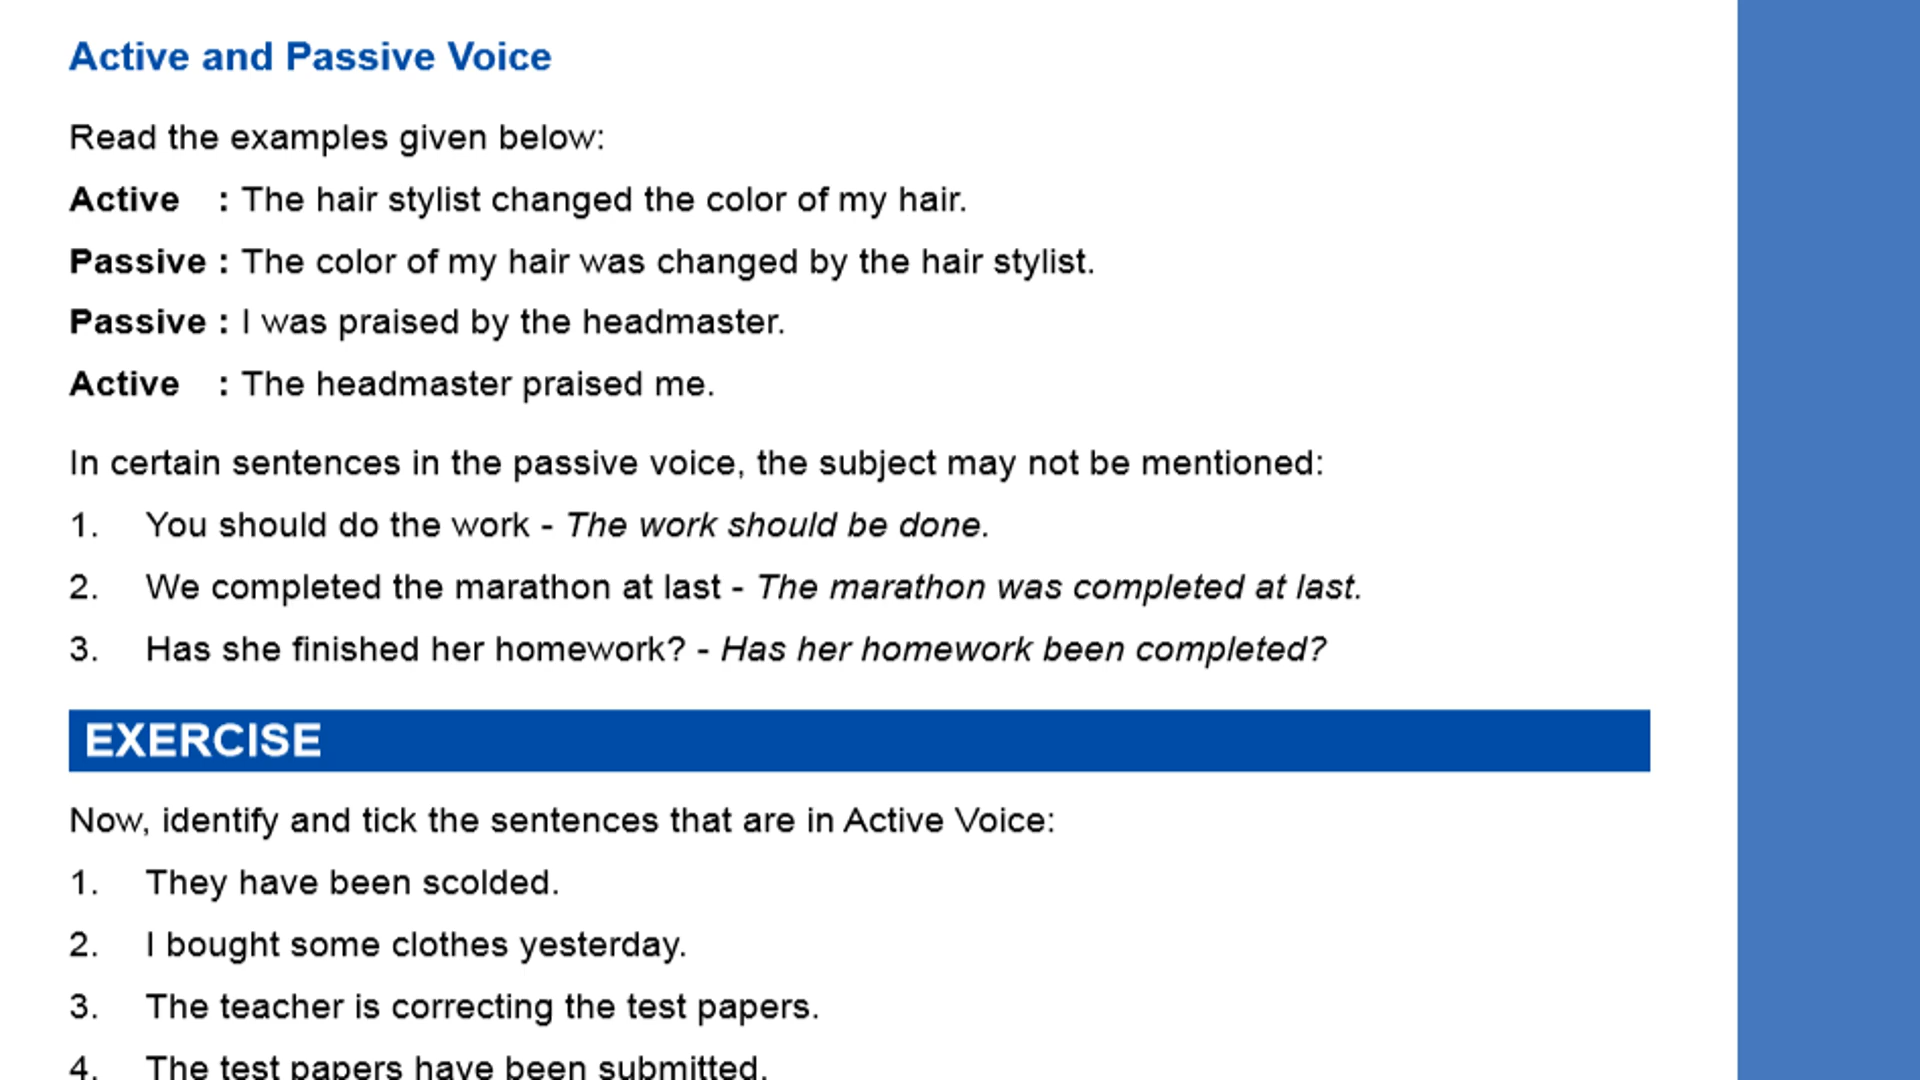 Active and Passive Voice
Read the examples given below:
Active : The hair stylist changed the color of my hair.
Passive : The color of my hair was changed by the hair stylist.
Passive : I was praised by the headmaster.
Active : The headmaster praised me.
In certain sentences in the passive voice, the subject may not be mentioned:
1. You should do the work - The work should be done.
2. We completed the marathon at last - The marathon was completed at last.
3. Has she finished her homework? - Has her homework been completed?
EXERCISE
Now, identify and tick the sentences that are in Active Voice:
1. They have been scolded.
2. I bought some clothes yesterday.
3. The teacher is correcting the test papers.
4. The test papers have been submitted.